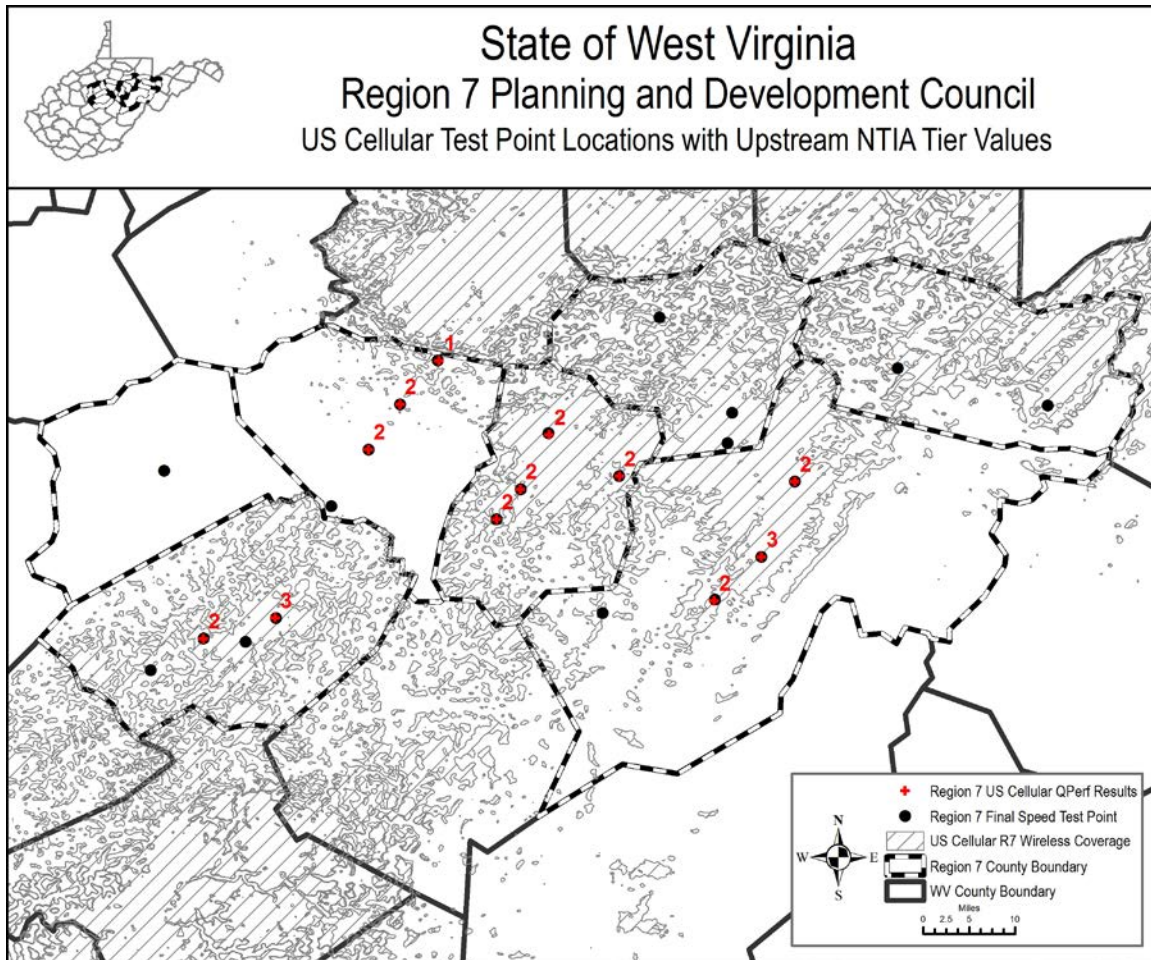 State of West Virginia
Region 7 Planning and Development Council
US Cellular Test Point Locations with Upstream NTIA Tier Values
1
2
2
2
2
2
2
2
3
2
3
2
N
W E
S
Region 7 US Cellular QPerf Results
Region 7 Final Speed Test Point
US Cellular R7 Wireless Coverage
Region 7 County Boundary
WV County Boundary
Miles
0 2.5 5 10